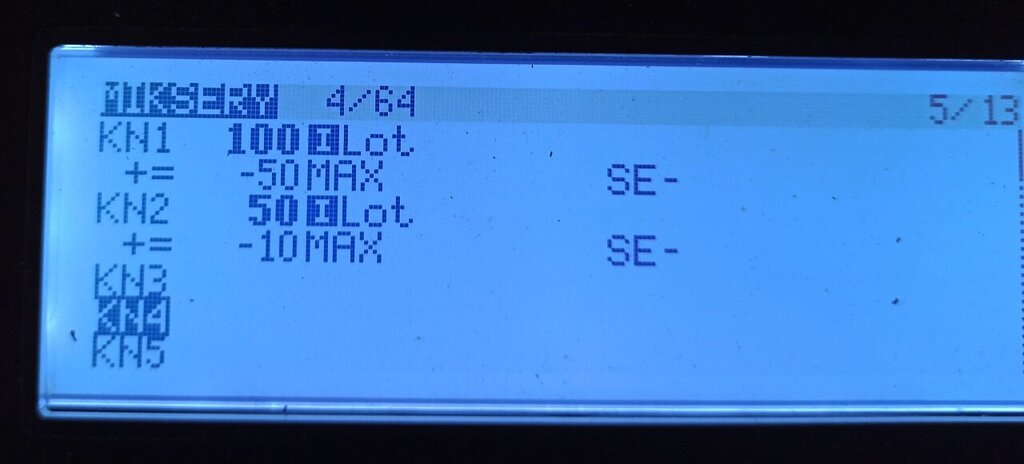 MIKSERY 4/64 5/13
KN1 100 I Lot
+= -50 MAX SE-
KN2 50 I Lot
+= -10 MAX SE-
KN3
KN4
KN5